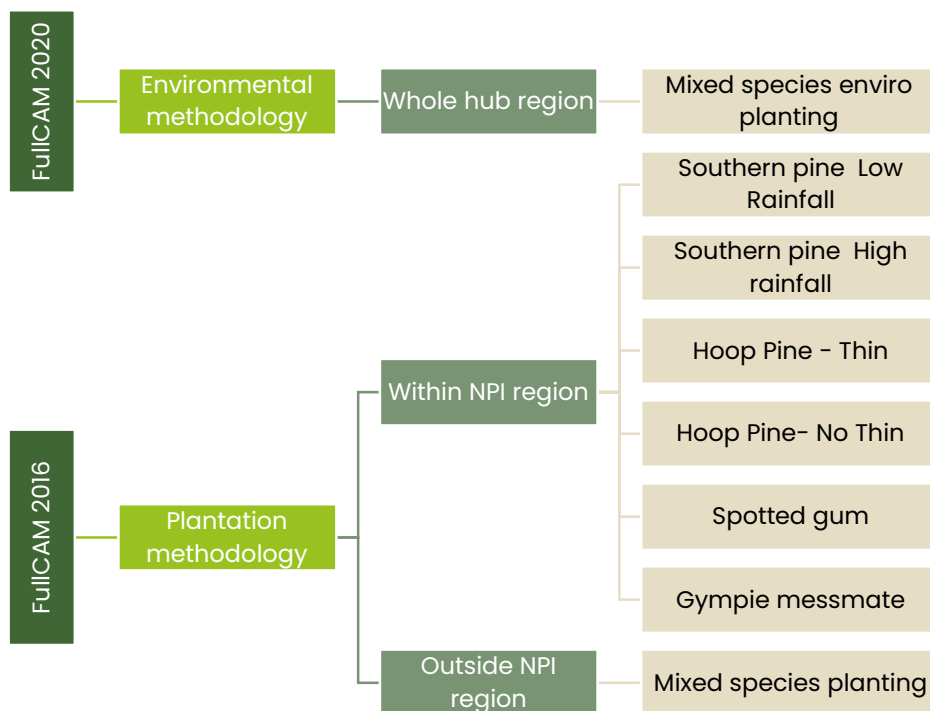 FullCAM 2020
Environmental
methodology
Whole hub region
Mixed species enviro
planting
FullCAM 2016
Plantation
methodology
Within NPI region
Southern pine  Low
Rainfall
Southern pine  High
rainfall
Hoop Pine - Thin
Hoop Pine- No Thin
Spotted gum
Gympie messmate
Outside NPI
region
Mixed species planting